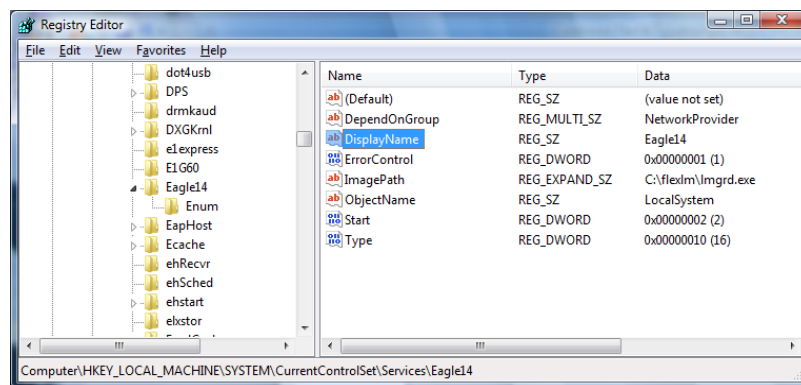 Registry Editor
File Edit View Favorites Help
dot4usb
DPS
drmkaud
DXGKrnl
e1express
E1G60
Eagle14
Enum
EapHost
Ecache
ehRecvr
ehSched
ehstart
elxstor
Name Type Data
(Default) REG_SZ (value not set)
DependOnGroup REG_MULTI_SZ NetworkProvider
DisplayName REG_SZ Eagle14
ErrorControl REG_DWORD 0x00000001 (1)
ImagePath REG_EXPAND_SZ C:\flexlm\lmgrd.exe
ObjectName REG_SZ LocalSystem
Start REG_DWORD 0x00000002 (2)
Type REG_DWORD 0x00000010 (16)
Computer\HKEY_LOCAL_MACHINE\SYSTEM\CurrentControlSet\Services\Eagle14